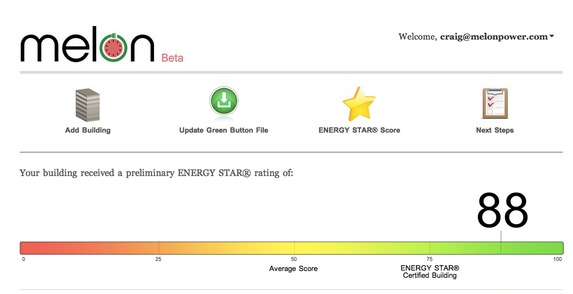 melon Beta
Welcome, craig@melonpower.com
Add Building
Update Green Button File
ENERGY STAR® Score
Next Steps
Your building received a preliminary ENERGY STAR® rating of:
88
0 25 50 75 100
Average Score
ENERGY STAR®
Certified Building